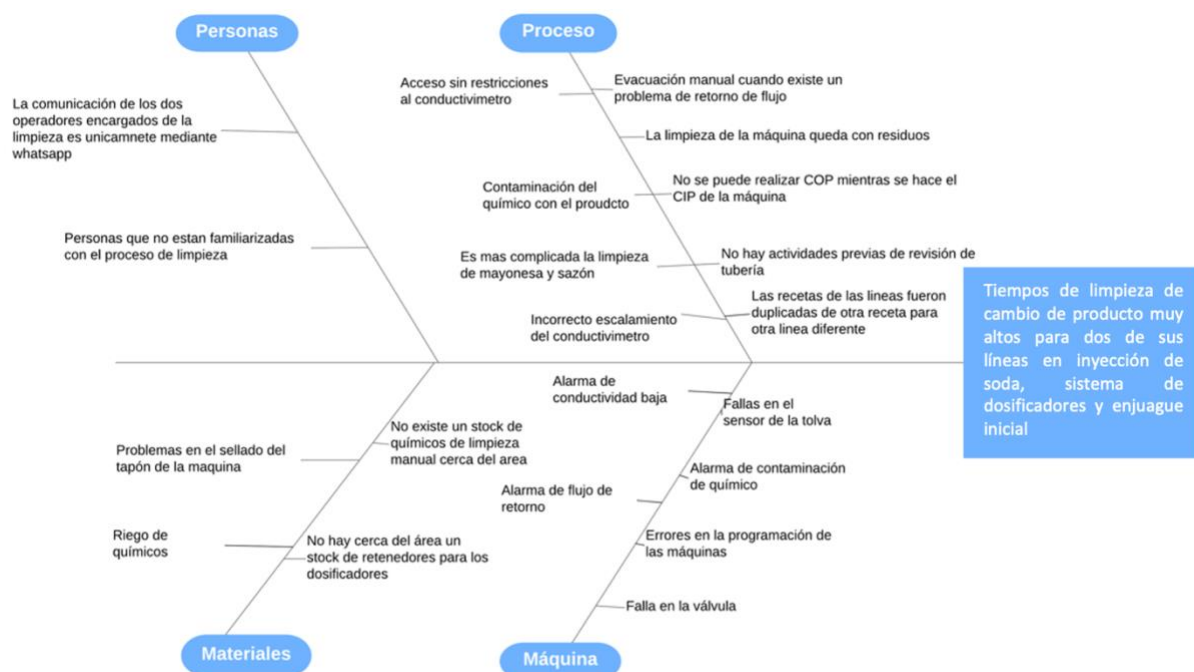 Personas
Proceso
La comunicación de los dos
operadores encargados de la
limpieza es unicamnete mediante
whatsapp
Personas que no estan familiarizadas
con el proceso de limpieza
Acceso sin restricciones
al conductivimetro
Evacuación manual cuando existe un
problema de retorno de flujo
La limpieza de la máquina queda con residuos
Contaminación del
químico con el proudcto
No se puede realizar COP mientras se hace el
CIP de la máquina
Es mas complicada la limpieza
de mayonesa y sazón
No hay actividades previas de revisión de
tubería
Incorrecto escalamiento
del conductivimetro
Las recetas de las lineas fueron
duplicadas de otra receta para
otra linea diferente
Tiempos de limpieza de
cambio de producto muy
altos para dos de sus
líneas en inyección de
soda, sistema de
dosificadores y enjuague
inicial
No existe un stock de
químicos de limpieza
manual cerca del area
Problemas en el sellado del
tapón de la maquina
Riego de
químicos
No hay cerca del área un
stock de retenedores para los
dosificadores
Alarma de
conductividad baja
Fallas en el
sensor de la tolva
Alarma de contaminación
de químico
Alarma de flujo de
retorno
Errores en la programación de
las máquinas
Falla en la válvula
Materiales
Máquina